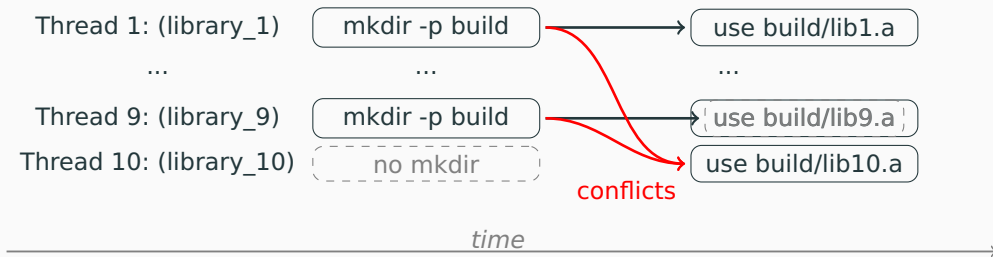 Thread 1: (library_1) mkdir -p build use build/lib1.a
... ... ...
Thread 9: (library_9) mkdir -p build use build/lib9.a
Thread 10: (library_10) no mkdir use build/lib10.a
conflicts
time